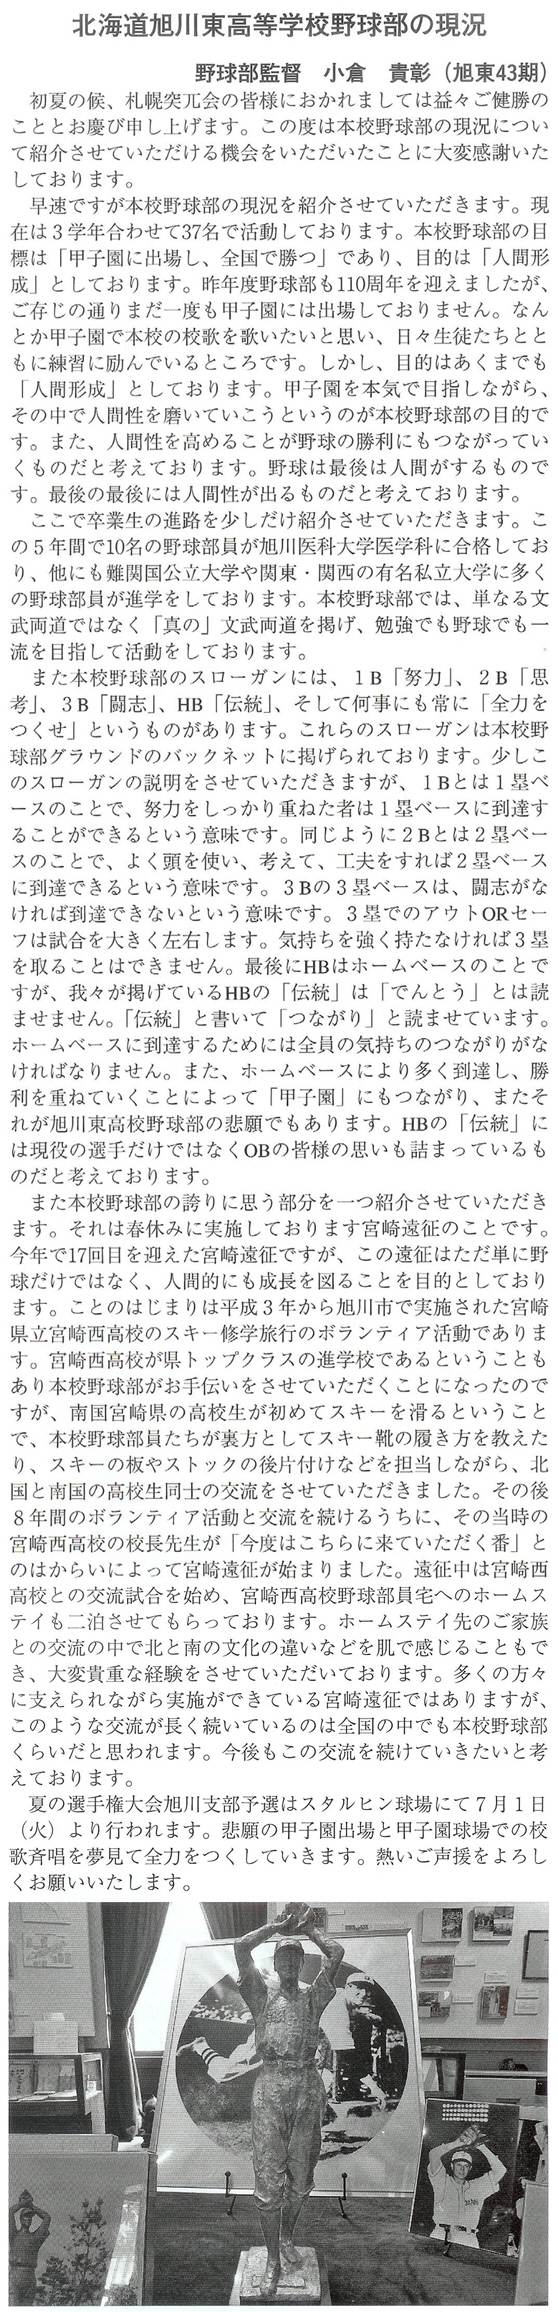 北海道旭川東高等学校野球部の現況
野球部監督　小倉　貴彰（旭東43期）
　初夏の候、札幌突兀会の皆様におかれましては益々ご健勝の
こととお慶び申し上げます。この度は本校野球部の現況につい
て紹介させていただける機会をいただいたことに大変感謝いた
しております。
　早速ですが本校野球部の現況を紹介させていただきます。現
在は３学年合わせて37名で活動しております。本校野球部の目
標は「甲子園に出場し、全国で勝つ」であり、目的は「人間形
成」としております。昨年度野球部も110周年を迎えましたが、
ご存じの通りまだ一度も甲子園には出場しておりません。なん
とか甲子園で本校の校歌を歌いたいと思い、日々生徒たちとと
もに練習に励んでいるところです。しかし、目的はあくまでも
「人間形成」としております。甲子園を本気で目指しながら、
その中で人間性を磨いていこうというのが本校野球部の目的で
す。また、人間性を高めることが野球の勝利にもつながってい
くものだと考えております。野球は最後は人間がするもので
す。最後の最後には人間性が出るものだと考えております。
　ここで卒業生の進路を少しだけ紹介させていただきます。こ
の５年間で10名の野球部員が旭川医科大学医学科に合格してお
り、他にも難関国公立大学や関東・関西の有名私立大学に多く
の野球部員が進学をしております。本校野球部では、単なる文
武両道ではなく「真の」文武両道を掲げ、勉強でも野球でも一
流を目指して活動をしております。
　また本校野球部のスローガンには、１B「努力」、２B「思
考」、３B「闘志」、HB「伝統」、そして何事にも常に「全力を
つくせ」というものがあります。これらのスローガンは本校野
球部グラウンドのバックネットに掲げられております。少しこ
のスローガンの説明をさせていただきますが、１Bとは１塁ベ
ースのことで、努力をしっかり重ねた者は１塁ベースに到達す
ることができるという意味です。同じように２Bとは２塁ベー
スのことで、よく頭を使い、考えて、工夫をすれば２塁ベース
に到達できるという意味です。３Bの３塁ベースは、闘志がな
ければ到達できないという意味です。３塁でのアウトORセー
フは試合を大きく左右します。気持ちを強く持たなければ３塁
を取ることはできません。最後にHBはホームベースのことで
すが、我々が掲げているHBの「伝統」は「でんとう」とは読
ませません。「伝統」と書いて「つながり」と読ませています。
ホームベースに到達するためには全員の気持ちのつながりがな
ければなりません。また、ホームベースにより多く到達し、勝
利を重ねていくことによって「甲子園」にもつながり、またそ
れが旭川東高校野球部の悲願でもあります。HBの「伝統」に
は現役の選手だけではなくOBの皆様の思いも詰まっているも
のだと考えております。
　また本校野球部の誇りに思う部分を一つ紹介させていただき
ます。それは春休みに実施しております宮崎遠征のことです。
今年で17回目を迎えた宮崎遠征ですが、この遠征はただ単に野
球だけではなく、人間的にも成長を図ることを目的としており
ます。ことのはじまりは平成３年から旭川市で実施された宮崎
県立宮崎西高校のスキー修学旅行のボランティア活動でありま
す。宮崎西高校が県トップクラスの進学校であるということも
あり本校野球部がお手伝いをさせていただくことになったので
すが、南国宮崎県の高校生が初めてスキーを滑るということ
で、本校野球部員たちが裏方としてスキー靴の履き方を教えた
り、スキーの板やストックの後片付けなどを担当しながら、北
国と南国の高校生同士の交流をさせていただきました。その後
８年間のボランティア活動と交流を続けるうちに、その当時の
宮崎西高校の校長先生が「今度はこちらに来ていただく番」と
のはからいによって宮崎遠征が始まりました。遠征中は宮崎西
高校との交流試合を始め、宮崎西高校野球部員宅へのホームス
テイも二泊させてもらっております。ホームステイ先のご家族
との交流の中で北と南の文化の違いなどを肌で感じることもで
き、大変貴重な経験をさせていただいております。多くの方々
に支えられながら実施ができている宮崎遠征ではありますが、
このような交流が長く続いているのは全国の中でも本校野球部
くらいだと思われます。今後もこの交流を続けていきたいと考
えております。
　夏の選手権大会旭川支部予選はスタルヒン球場にて７月１日
（火）より行われます。悲願の甲子園出場と甲子園球場での校
歌斉唱を夢見て全力をつくしていきます。熱いご声援をよろし
くお願いいたします。